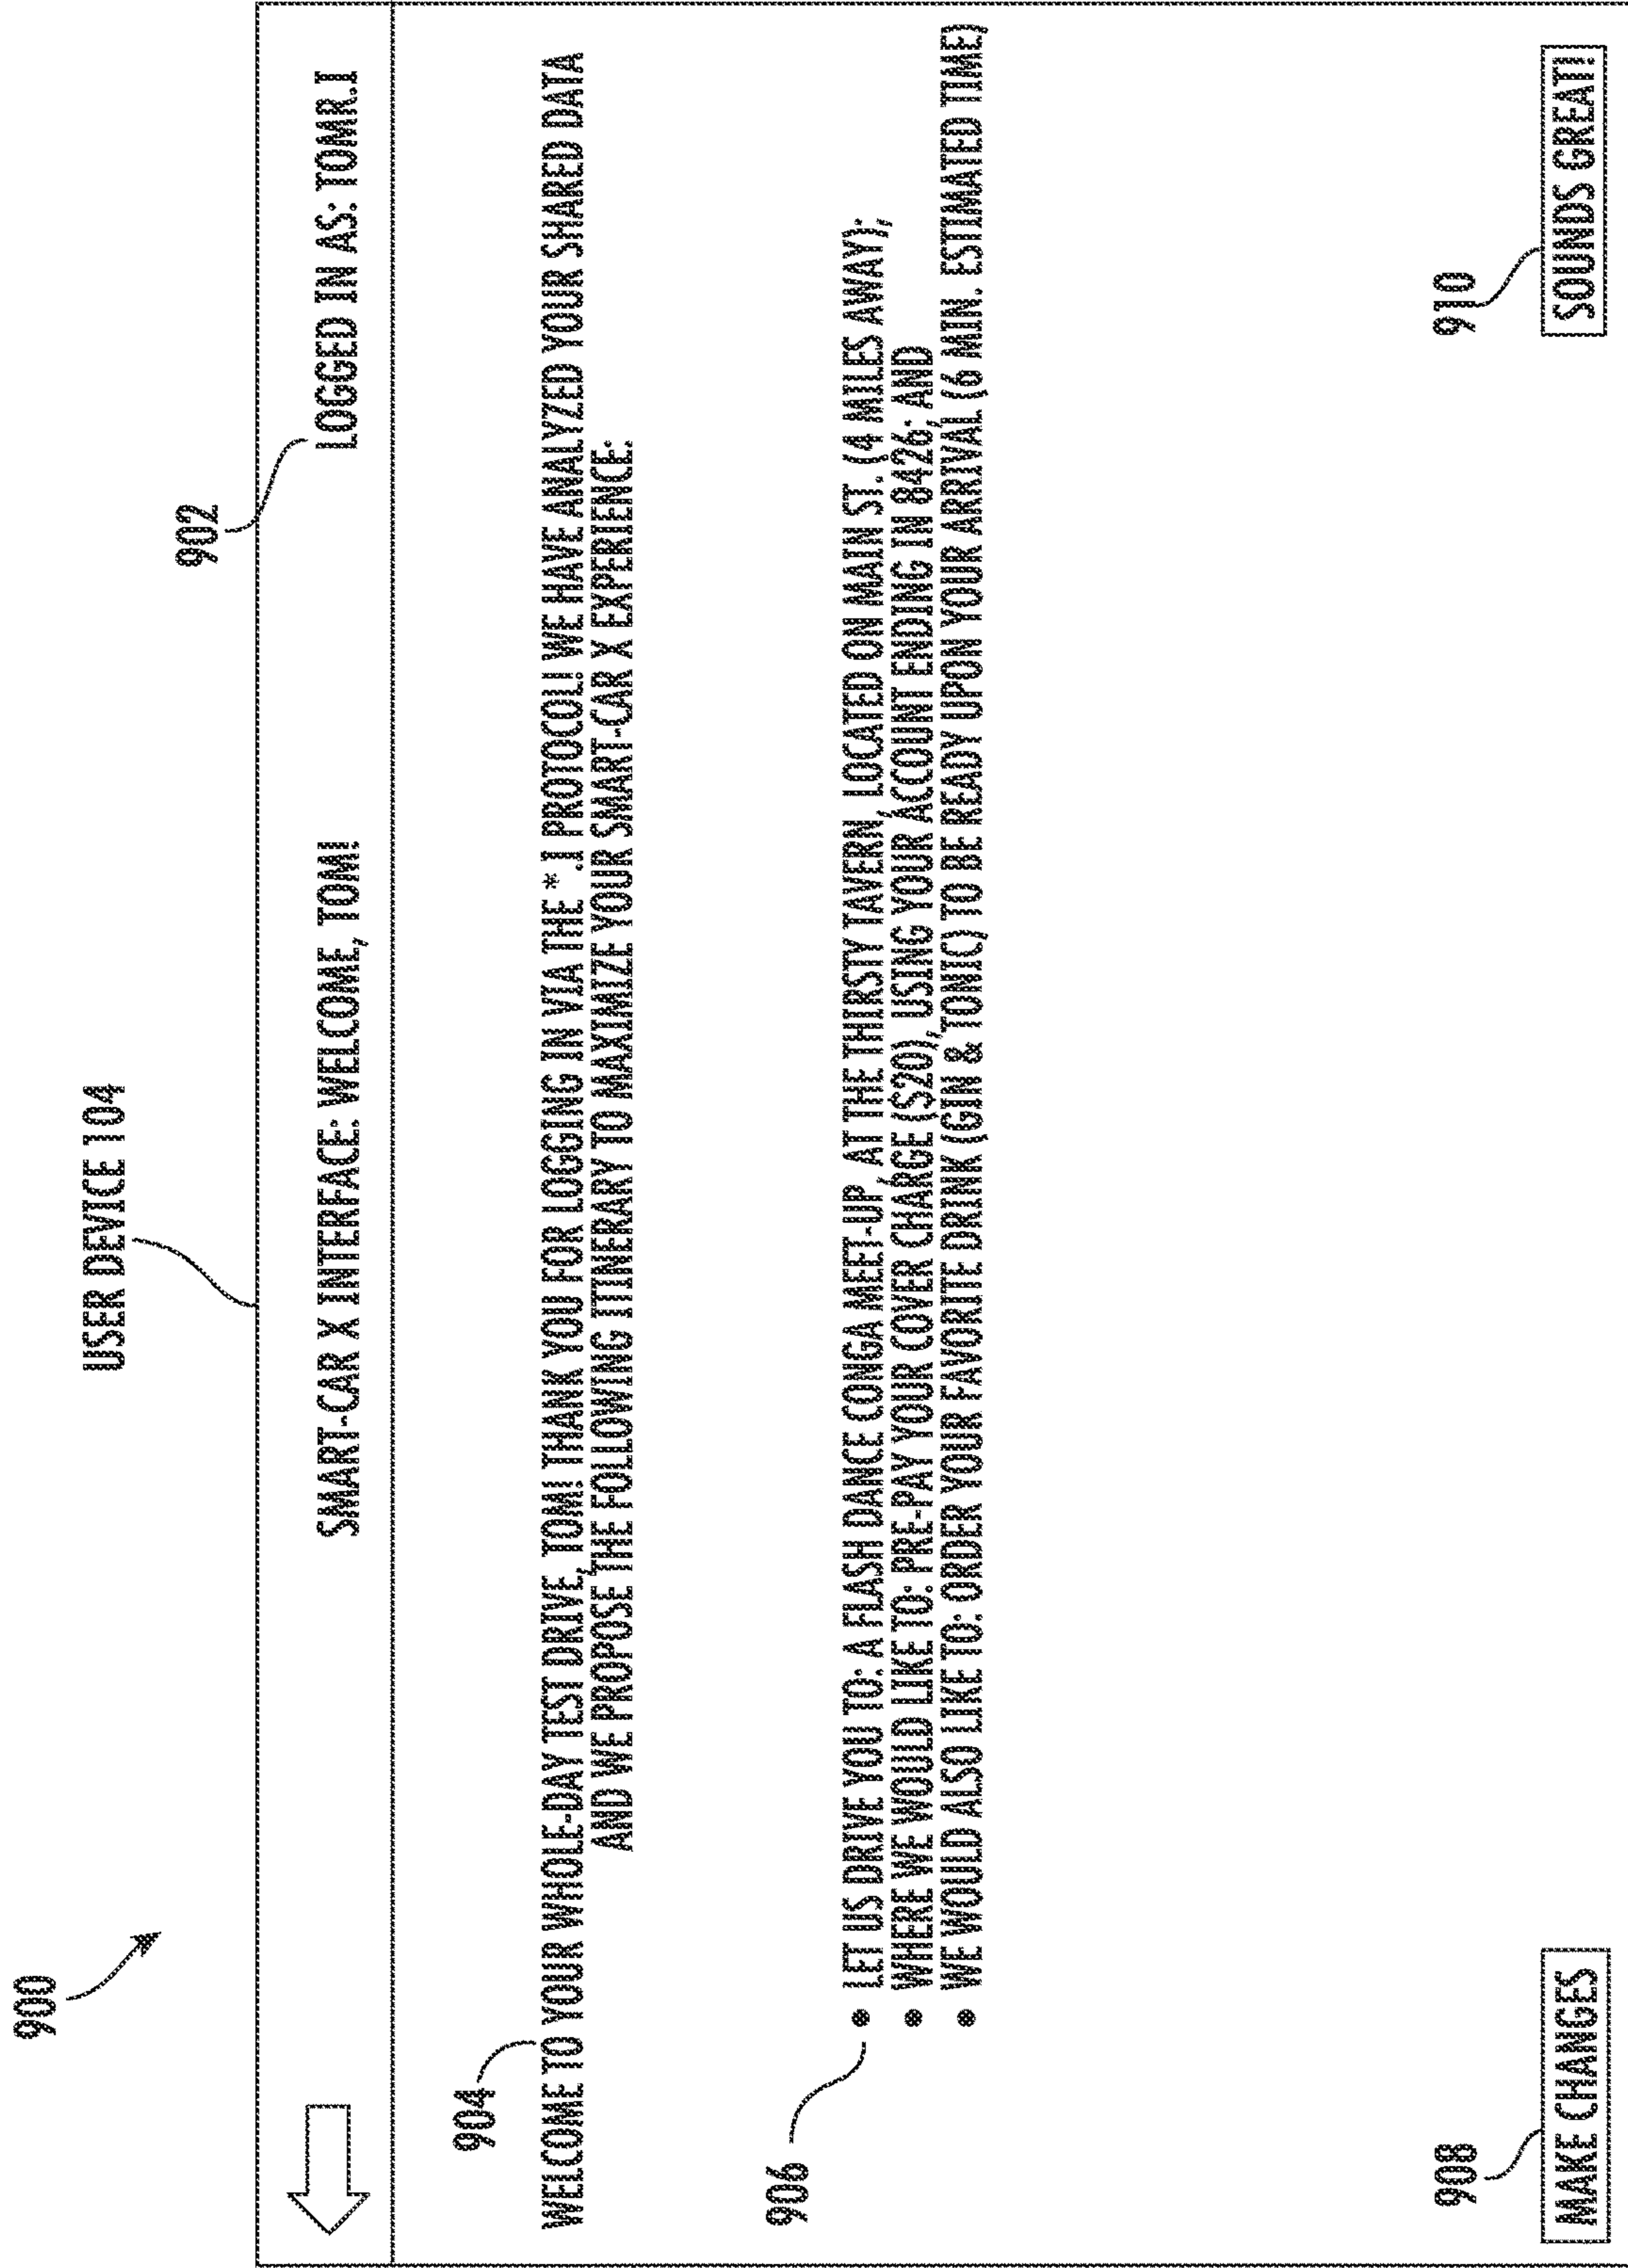 900
USER DEVICE 104
902
SMART-CAR X INTERFACE: WELCOME, TOM!
LOGGED IN AS: TOMR.I
904
WELCOME TO YOUR WHOLE-DAY TEST DRIVE, TOM! THANK YOU FOR LOGGING IN VIA THE *.I PROTOCOL! WE HAVE ANALYZED YOUR SHARED DATA
AND WE PROPOSE THE FOLLOWING ITINERARY TO MAXIMIZE YOUR SMART-CAR X EXPERIENCE:
906
• LET US DRIVE YOU TO: A FLASH DANCE CONGA MEET-UP, AT THE THIRSTY TAVERN, LOCATED ON MAIN ST. (4 MILES AWAY);
• WHERE WE WOULD LIKE TO: PRE-PAY YOUR COVER CHARGE ($20), USING YOUR ACCOUNT ENDING IN 8426; AND
• WE WOULD ALSO LIKE TO: ORDER YOUR FAVORITE DRINK (GIN & TONIC) TO BE READY UPON YOUR ARRIVAL (6 MIN. ESTIMATED TIME)
908
910
MAKE CHANGES
SOUNDS GREAT!